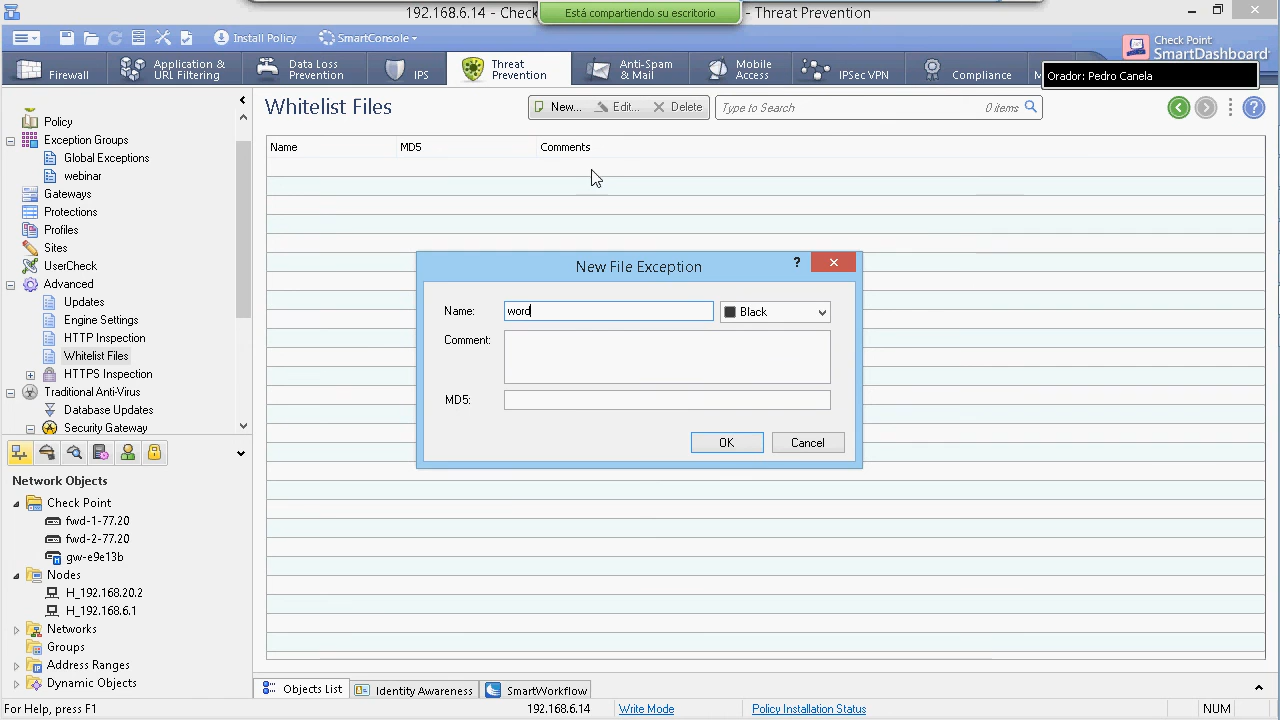 192.168.6.14 - Check
Está compartiendo su escritorio
- Threat Prevention
Install Policy
SmartConsole
Check Point
SmartDashboard
Firewall
Application &
URL Filtering
Data Loss
Prevention
IPS
Threat
Prevention
Anti-Spam
& Mail
Mobile
Access
IPSec VPN
Compliance
Orador: Pedro Canela
Policy
Exception Groups
Global Exceptions
webinar
Gateways
Protections
Profiles
Sites
UserCheck
Advanced
Updates
Engine Settings
HTTP Inspection
Whitelist Files
HTTPS Inspection
Traditional Anti-Virus
Database Updates
Security Gateway
Network Objects
Check Point
fwd-1-77.20
fwd-2-77.20
gw-e9e13b
Nodes
H_192.168.20.2
H_192.168.6.1
Networks
Groups
Address Ranges
Dynamic Objects
Whitelist Files
New...
Edit...
Delete
Type to Search
0 items
Name
MD5
Comments
New File Exception
?
Name:
word
Black
Comment:
MD5:
OK
Cancel
Objects List
Identity Awareness
SmartWorkflow
For Help, press F1
192.168.6.14
Write Mode
Policy Installation Status
NUM